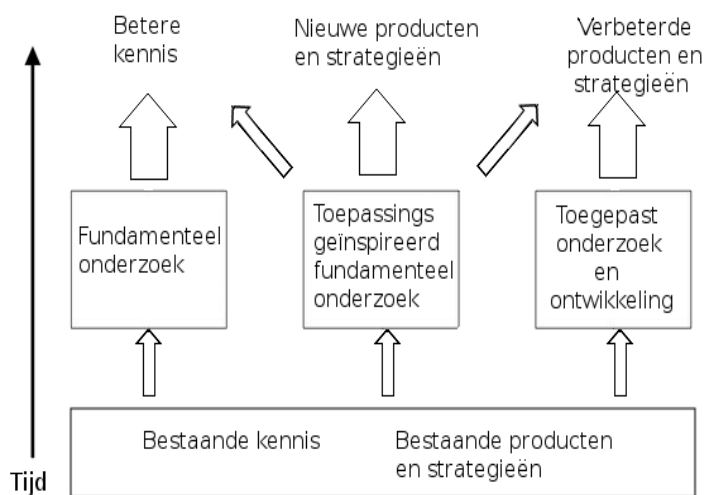 Betere
kennis
Nieuwe producten
en strategieën
Verbeterde
producten en
strategieën
Fundamenteel
onderzoek
Toepassings
geïnspireerd
fundamenteel
onderzoek
Toegepast
onderzoek
en
ontwikkeling
Bestaande kennis
Bestaande producten
en strategieën
Tijd